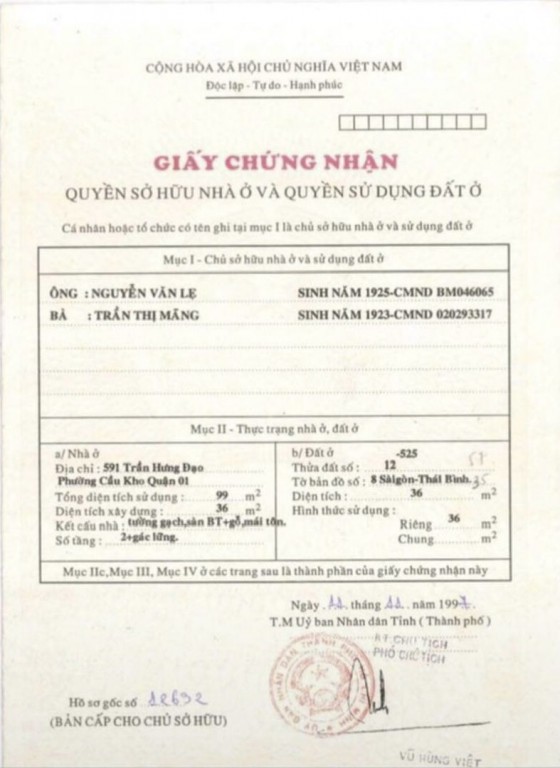 CỘNG HÒA XÃ HỘI CHỦ NGHĨA VIỆT NAM
Độc lập - Tự do - Hạnh phúc
GIẤY CHỨNG NHẬN
QUYỀN SỞ HỮU NHÀ Ở VÀ QUYỀN SỬ DỤNG ĐẤT Ở
Cá nhân hoặc tổ chức có tên ghi tại mục I là chủ sở hữu nhà ở và sử dụng đất ở
Mục I - Chủ sở hữu nhà ở và sử dụng đất ở
ÔNG : NGUYỄN VĂN LẸ SINH NĂM 1925-CMND BM046065
BÀ : TRẦN THỊ MĂNG SINH NĂM 1923-CMND 020293317
Mục II - Thực trạng nhà ở, đất ở
a/ Nhà ở
Địa chỉ : 591 Trần Hưng Đạo
Phường Cầu Kho Quận 01
Tổng diện tích sử dụng : 99 m²
Diện tích xây dựng : 36 m²
Kết cấu nhà : tường gạch,sàn BT+gỗ,mái tôn.
Số tầng : 2+gác lửng.
b/ Đất ở -525
Thửa đất số : 12 57
Tờ bản đồ số : 8 Sàigòn-Thái Bình. 35
Diện tích : 36 m²
Hình thức sử dụng :
Riêng 36 m²
Chung m²
Mục IIc,Mục III, Mục IV ở các trang sau là thành phần của giấy chứng nhận này
Ngày 11 tháng 11 năm 1997.
T.M Uỷ ban Nhân dân Tỉnh ( Thành phố )
KT CHỦ TỊCH
PHÓ CHỦ TỊCH
Hồ sơ gốc số 12632
(BẢN CẤP CHO CHỦ SỞ HỮU)
VŨ HÙNG VIỆT